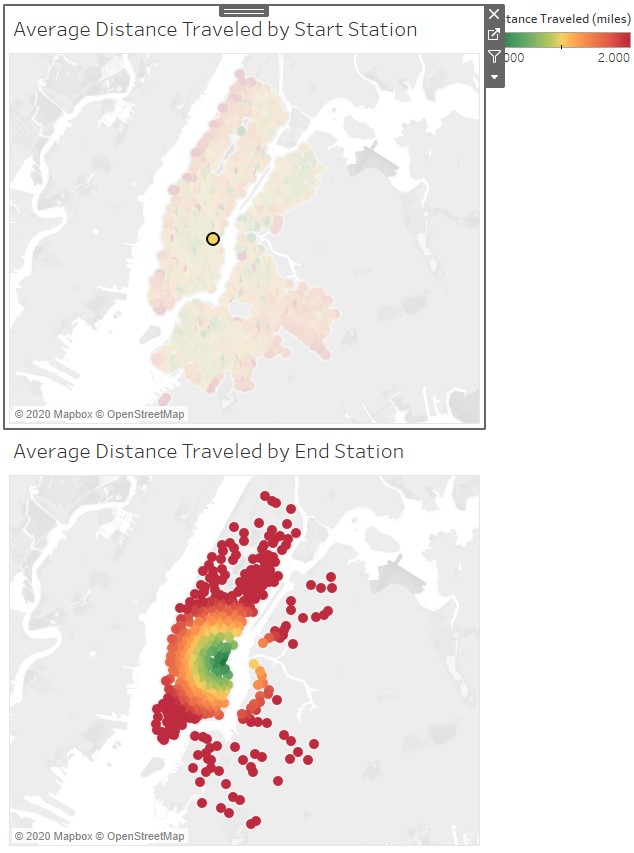 Average Distance Traveled by Start Station
stance Traveled (miles)
000 2.000
© 2020 Mapbox © OpenStreetMap
Average Distance Traveled by End Station
© 2020 Mapbox © OpenStreetMap